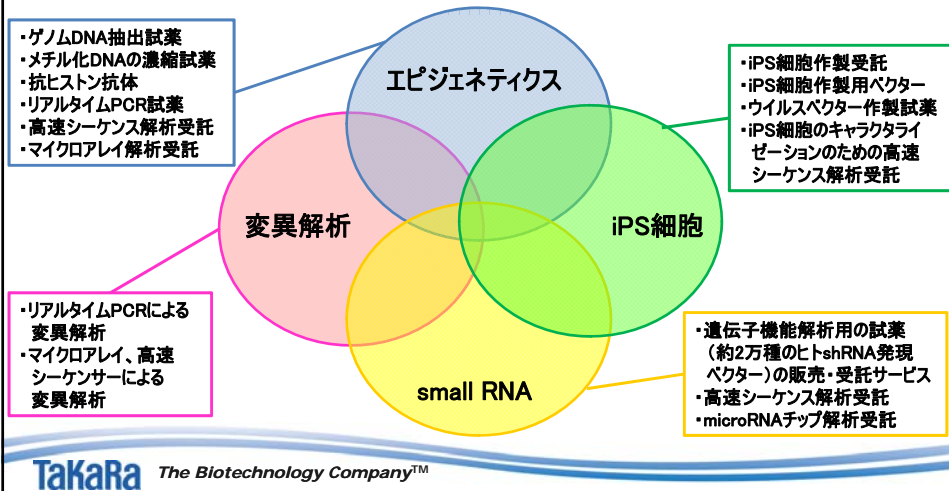 ・ゲノムDNA抽出試薬
・メチル化DNAの濃縮試薬
・抗ヒストン抗体
・リアルタイムPCR試薬
・高速シーケンス解析受託
・マイクロアレイ解析受託
エピジェネティクス
・iPS細胞作製受託
・iPS細胞作製用ベクター
・ウイルスベクター作製試薬
・iPS細胞のキャラクタライ
ゼーションのための高速
シーケンス解析受託
変異解析
iPS細胞
・リアルタイムPCRによる
変異解析
・マイクロアレイ、高速
シーケンサーによる
変異解析
small RNA
・遺伝子機能解析用の試薬
（約2万種のヒトshRNA発現
ベクター）の販売・受託サービス
・高速シーケンス解析受託
・microRNAチップ解析受託
TaKaRa The Biotechnology Company™